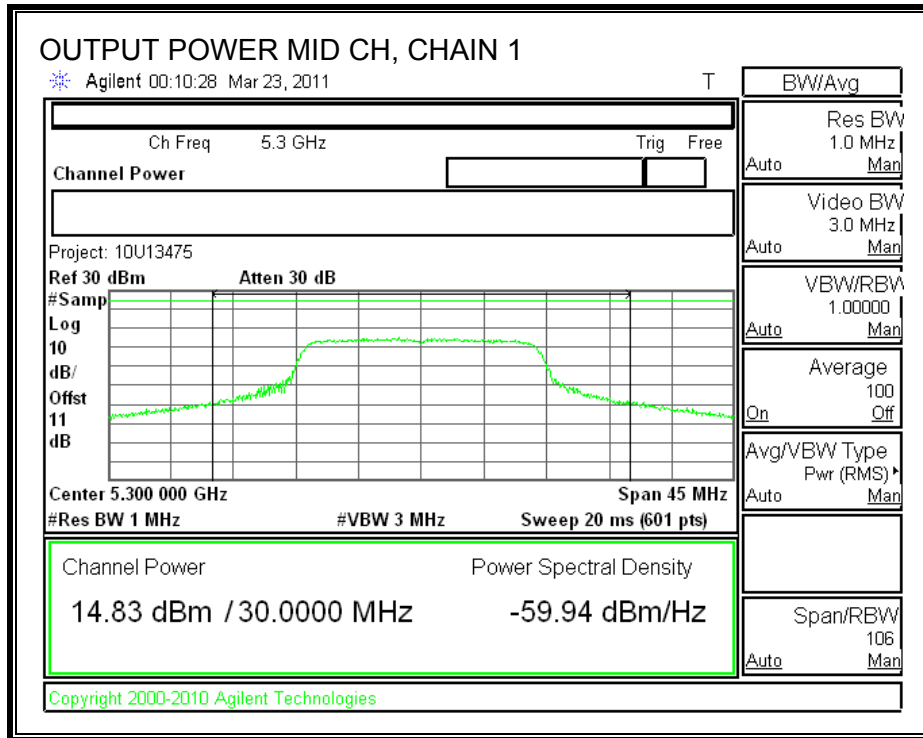 OUTPUT POWER MID CH, CHAIN 1
Agilent 00:10:28 Mar 23, 2011 T
Ch Freq 5.3 GHz Trig Free
Channel Power
Project: 10U13475
Ref 30 dBm Atten 30 dB
#Samp
Log
10
dB/
Offst
11
dB
Center 5.300 000 GHz Span 45 MHz
#Res BW 1 MHz #VBW 3 MHz Sweep 20 ms (601 pts)
Channel Power Power Spectral Density
14.83 dBm / 30.0000 MHz -59.94 dBm/Hz
Copyright 2000-2010 Agilent Technologies
BW/Avg
Res BW
1.0 MHz
Auto Man
Video BW
3.0 MHz
Auto Man
VBW/RBW
1.00000
Auto Man
Average
100
On Off
Avg/VBW Type
Pwr (RMS)
Auto Man
Span/RBW
106
Auto Man